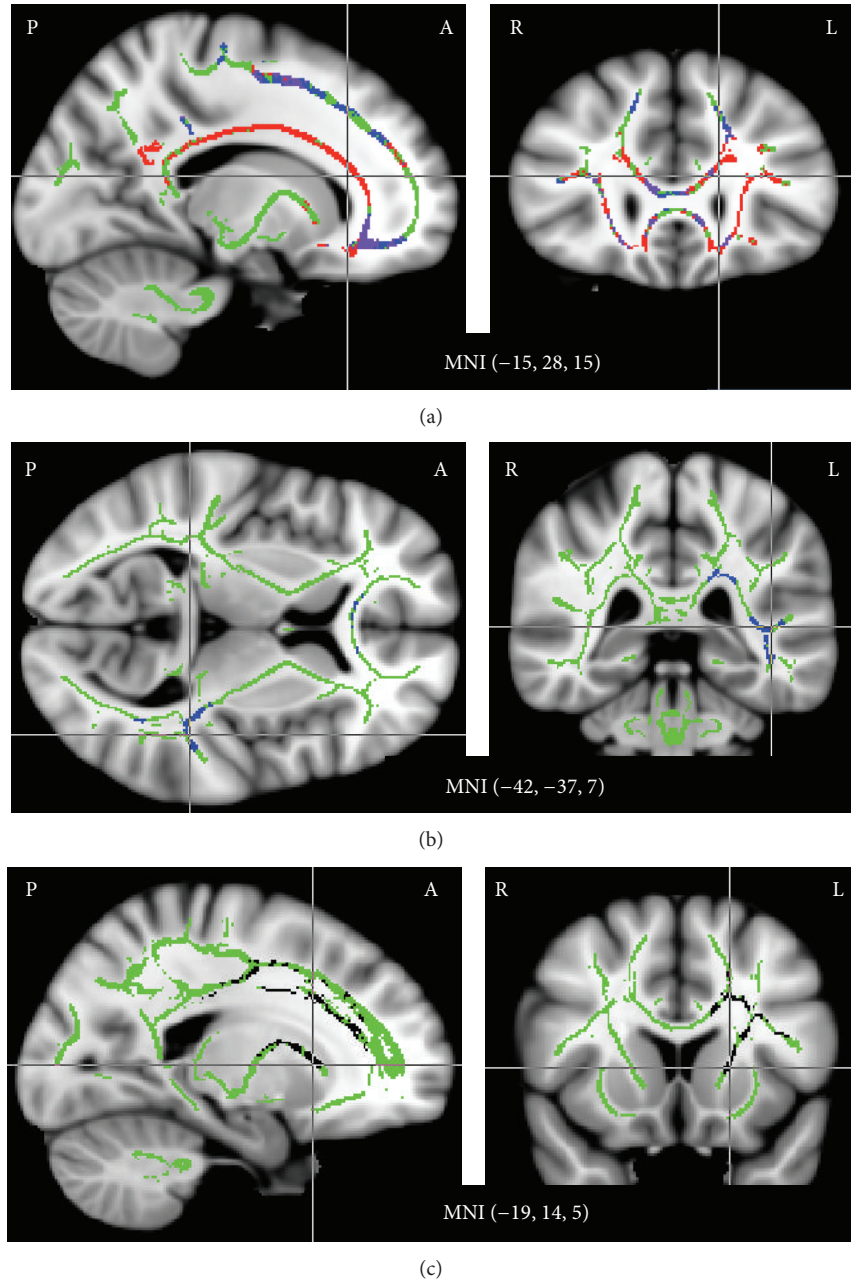 P A R L
MNI (−15, 28, 15)
(a)
P A R L
MNI (−42, −37, 7)
(b)
P A R L
MNI (−19, 14, 5)
(c)